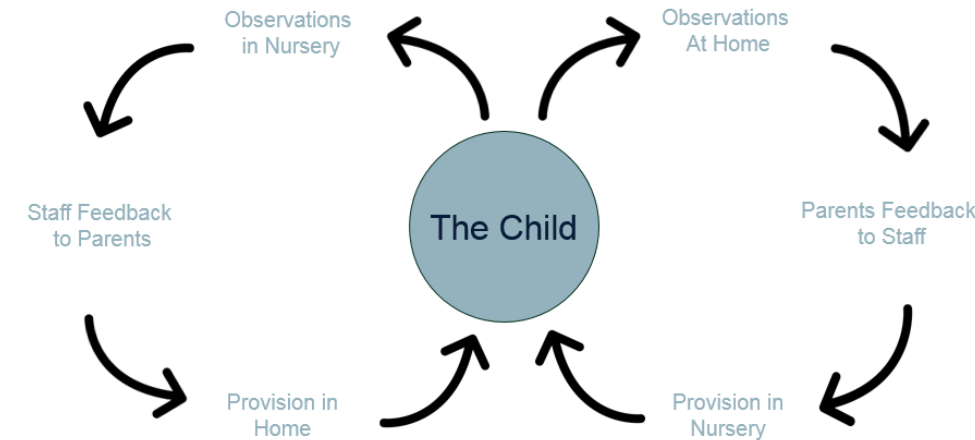 Observations
in Nursery
Observations
At Home
Staff Feedback
to Parents
The Child
Parents Feedback
to Staff
Provision in
Home
Provision in
Nursery